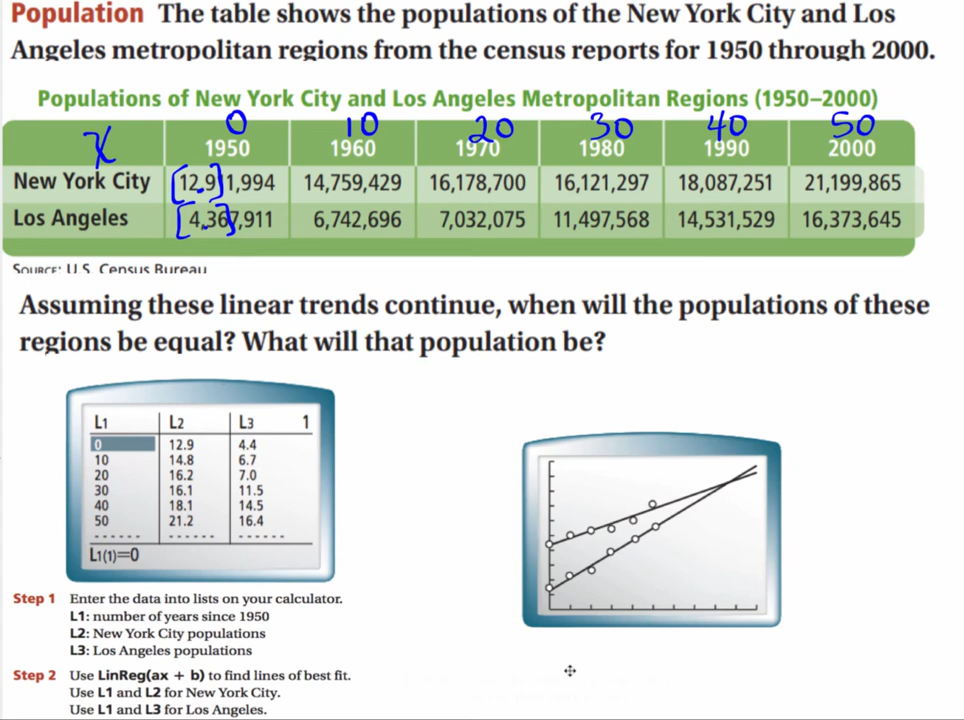 Population The table shows the populations of the New York City and Los
Angeles metropolitan regions from the census reports for 1950 through 2000.
Populations of New York City and Los Angeles Metropolitan Regions (1950–2000)
x 0 10 20 30 40 50
1950 1960 1970 1980 1990 2000
New York City [12.9]1,994 14,759,429 16,178,700 16,121,297 18,087,251 21,199,865
Los Angeles [4.367],911 6,742,696 7,032,075 11,497,568 14,531,529 16,373,645
SOURCE: U.S. Census Bureau
Assuming these linear trends continue, when will the populations of these
regions be equal? What will that population be?
L1 L2 L3 1
0 12.9 4.4
10 14.8 6.7
20 16.2 7.0
30 16.1 11.5
40 18.1 14.5
50 21.2 16.4
------ ------ ------
L1(1)=0
Step 1 Enter the data into lists on your calculator.
L1: number of years since 1950
L2: New York City populations
L3: Los Angeles populations
Step 2 Use LinReg(ax + b) to find lines of best fit.
Use L1 and L2 for New York City.
Use L1 and L3 for Los Angeles.